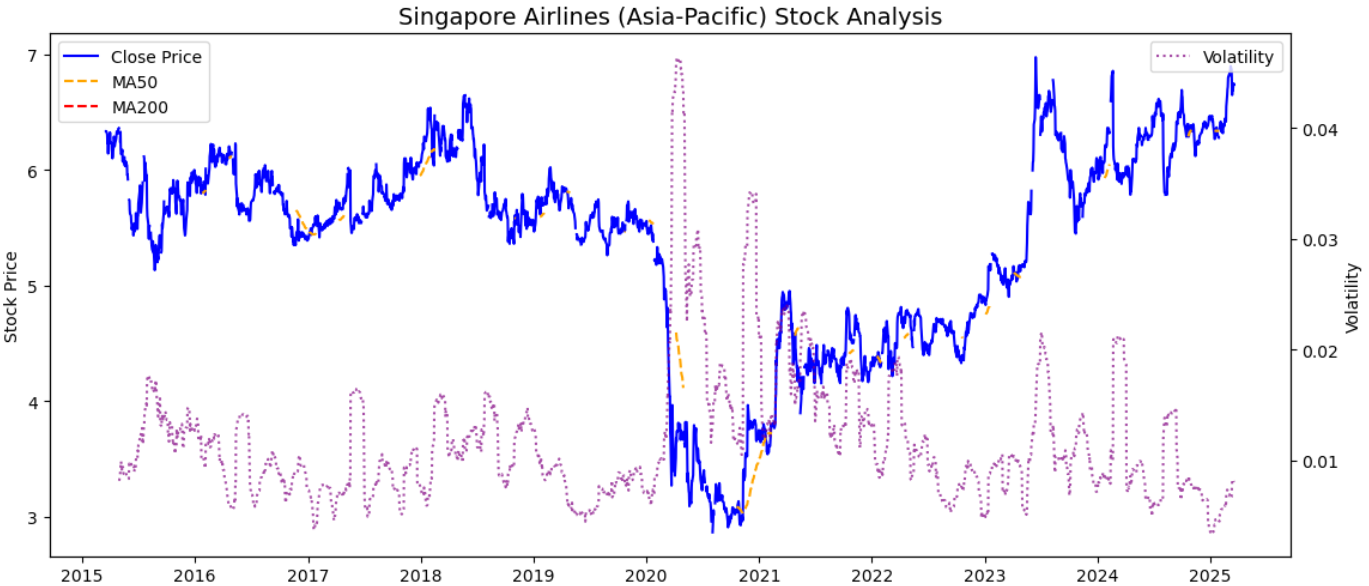 Singapore Airlines (Asia-Pacific) Stock Analysis
Close Price
MA50
MA200
Volatility
7
6
5
4
3
Stock Price
0.04
0.03
0.02
0.01
Volatility
2015 2016 2017 2018 2019 2020 2021 2022 2023 2024 2025